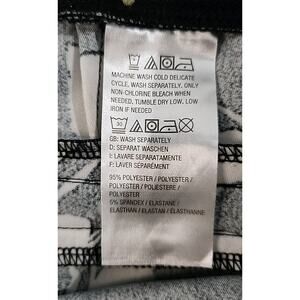 MACHINE WASH COLD DELICATE
CYCLE, WASH SEPARATELY, ONLY
NON-CHLORINE BLEACH WHEN
NEEDED, TUMBLE DRY LOW, LOW
IRON IF NEEDED
30
GB: WASH SEPARATELY
D: SEPARAT WASCHEN
I: LAVARE SEPARATAMENTE
F: LAVER SÉPARÉMENT
95% POLYESTER / POLYESTER /
POLYESTER / POLIESTERE /
POLYESTER
5% SPANDEX / ELASTANE /
ELASTHAN / ELASTAN / ÉLASTHANNE